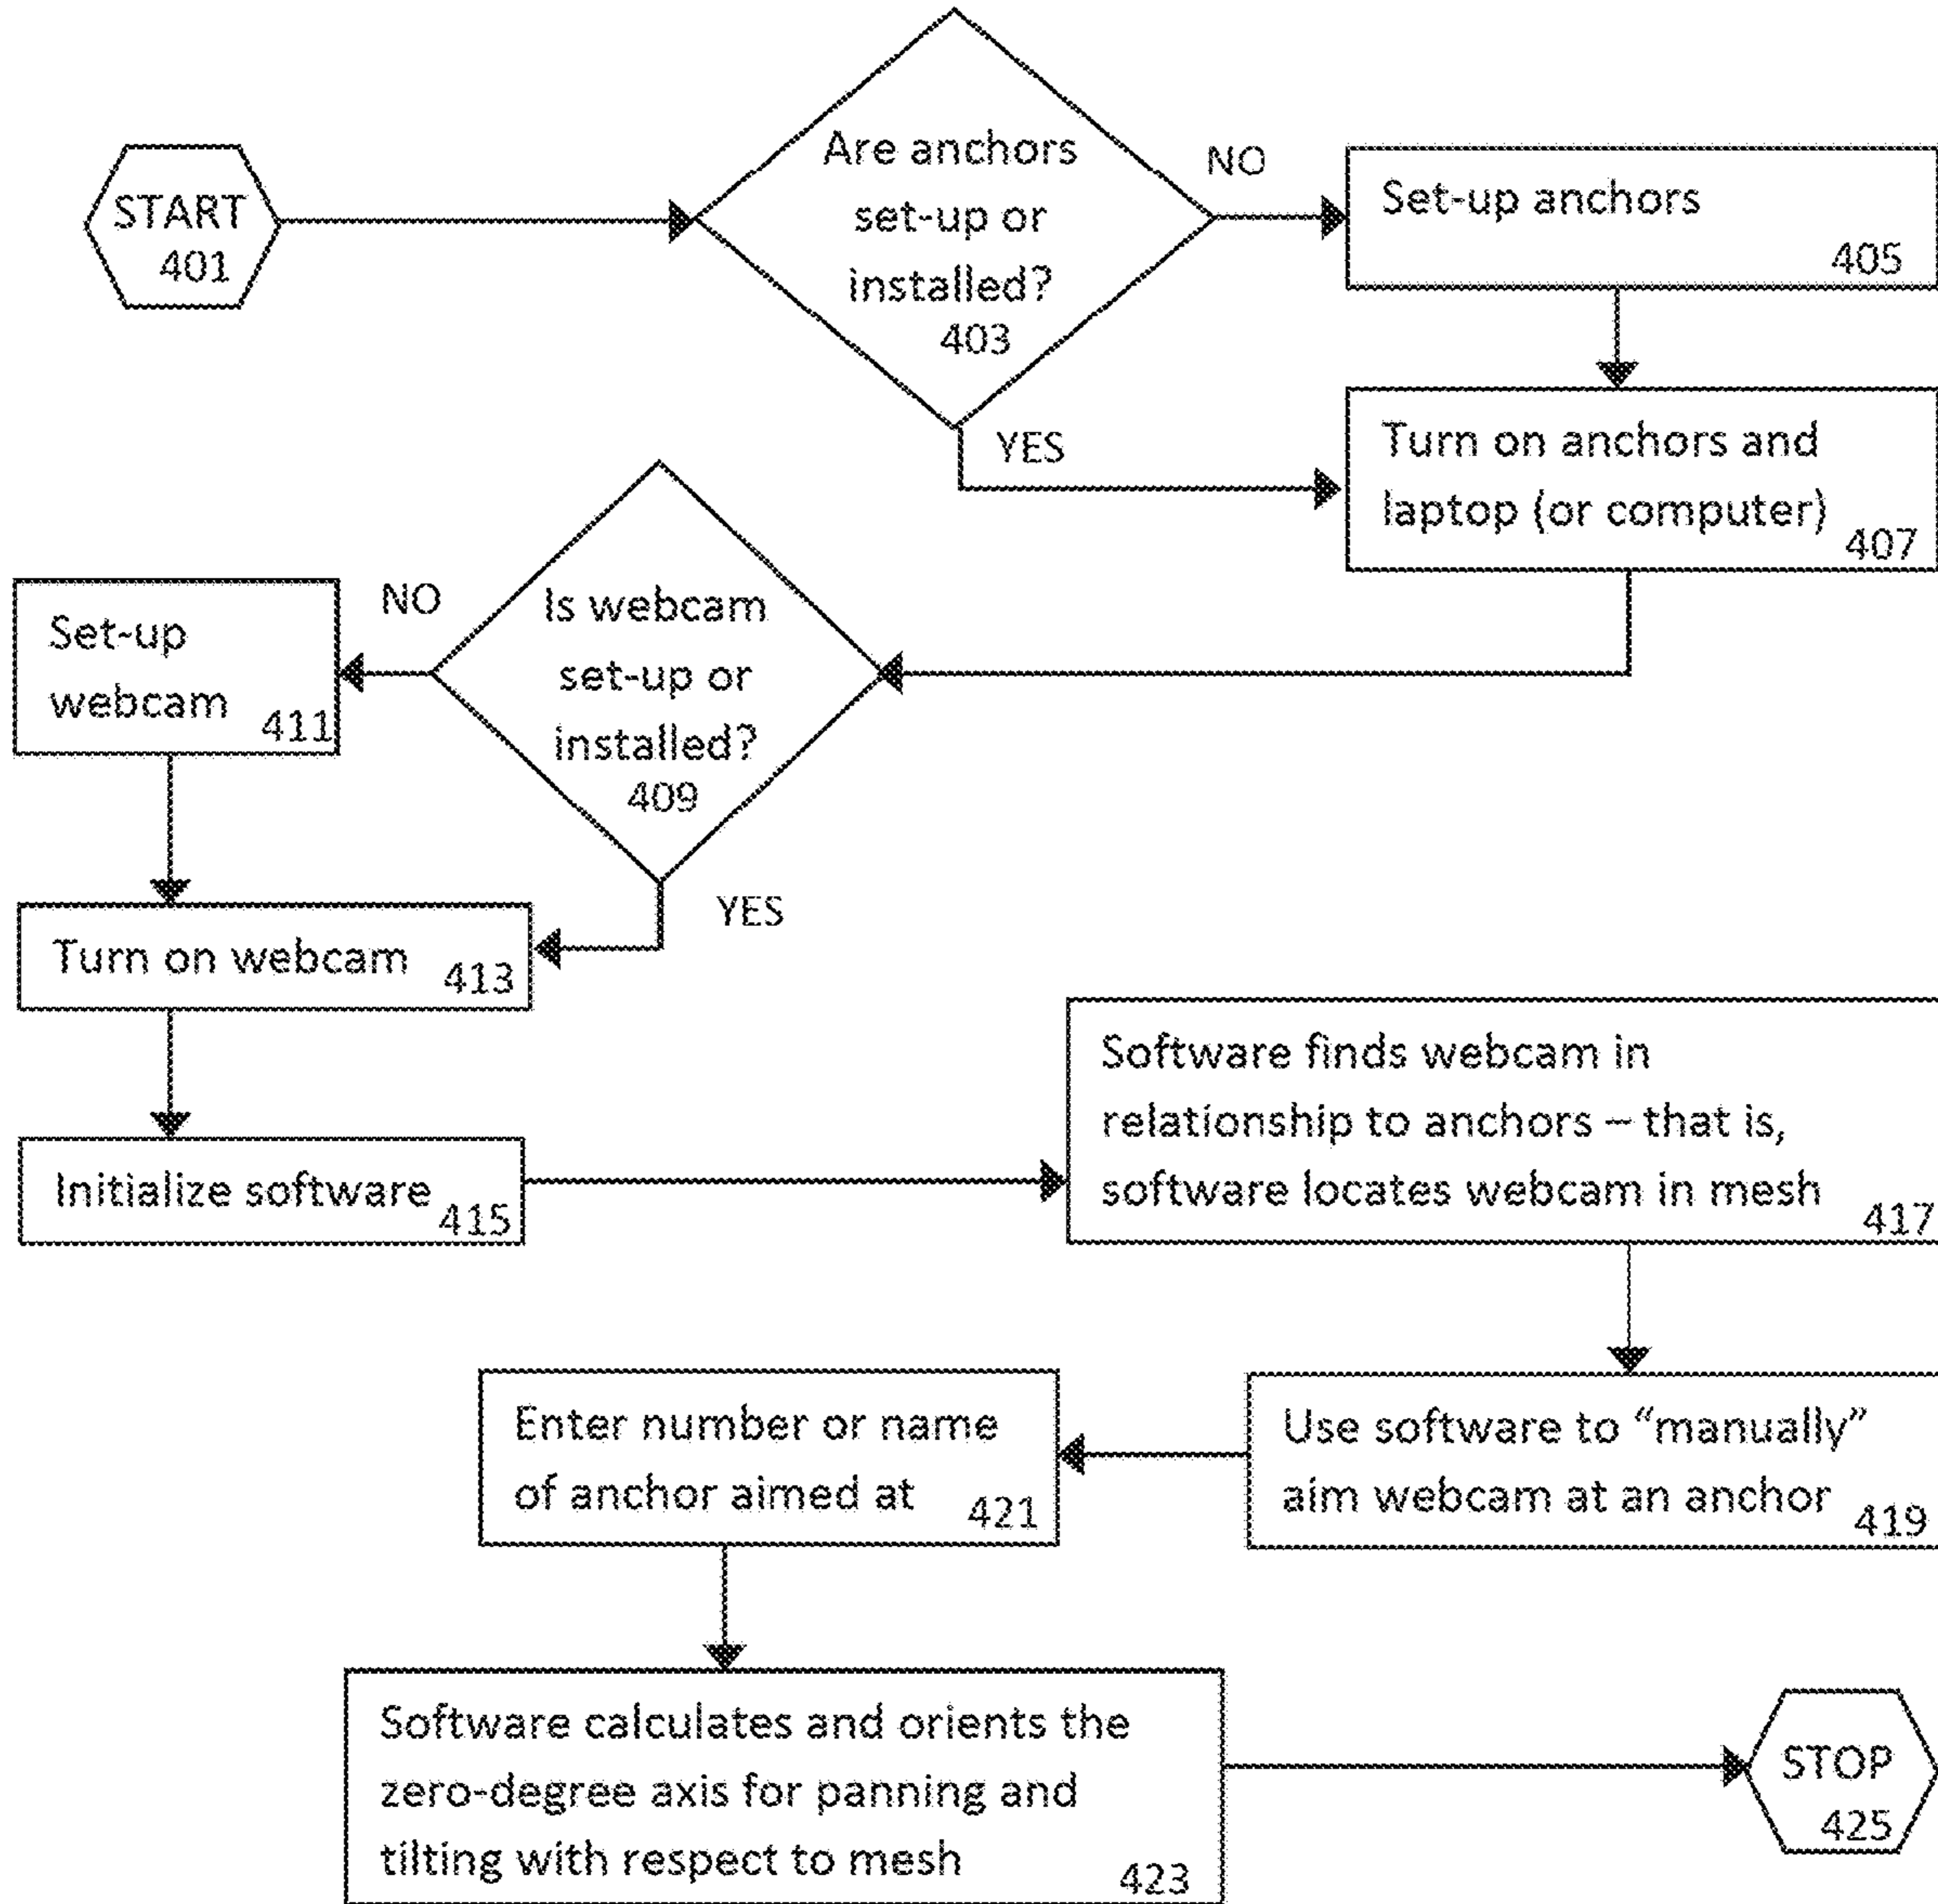 START
401
Are anchors
set-up or
installed?
403
NO
YES
Set-up anchors
405
Turn on anchors and
laptop (or computer)
407
Is webcam
set-up or
installed?
409
NO
YES
Set-up
webcam
411
Turn on webcam
413
Initialize software
415
Software finds webcam in
relationship to anchors – that is,
software locates webcam in mesh
417
Use software to “manually”
aim webcam at an anchor
419
Enter number or name
of anchor aimed at
421
Software calculates and orients the
zero-degree axis for panning and
tilting with respect to mesh
423
STOP
425